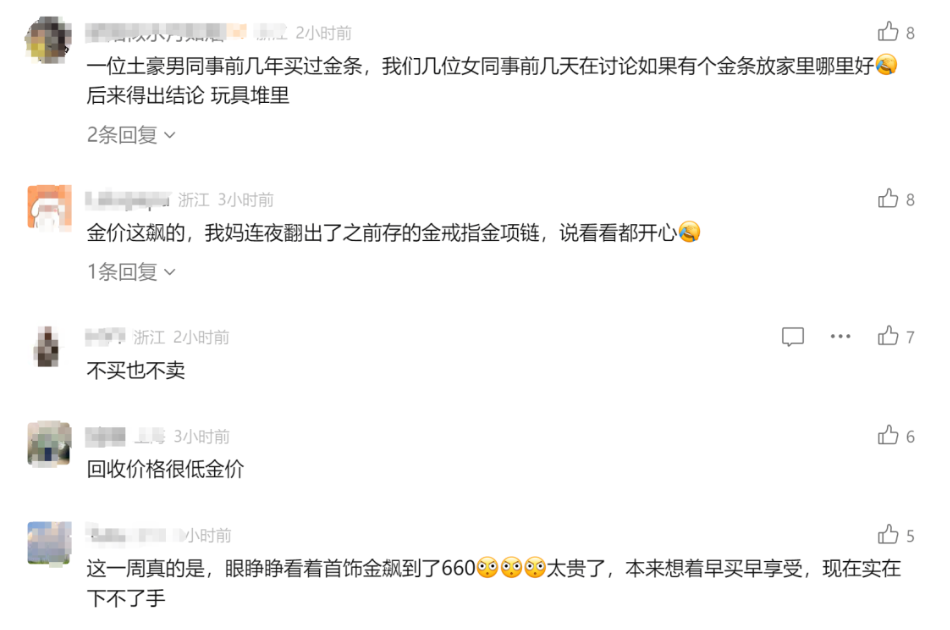 2小时前
8
一位土豪男同事前几年买过金条，我们几位女同事前几天在讨论如果有个金条放家里哪里好
后来得出结论 玩具堆里
2条回复
浙江 3小时前
8
金价这飙的，我妈连夜翻出了之前存的金戒指金项链，说看看都开心
1条回复
浙江 2小时前
7
不买也不卖
3小时前
6
回收价格很低金价
小时前
5
这一周真的是，眼睁睁看着首饰金飙到了660太贵了，本来想着早买早享受，现在实在
下不了手